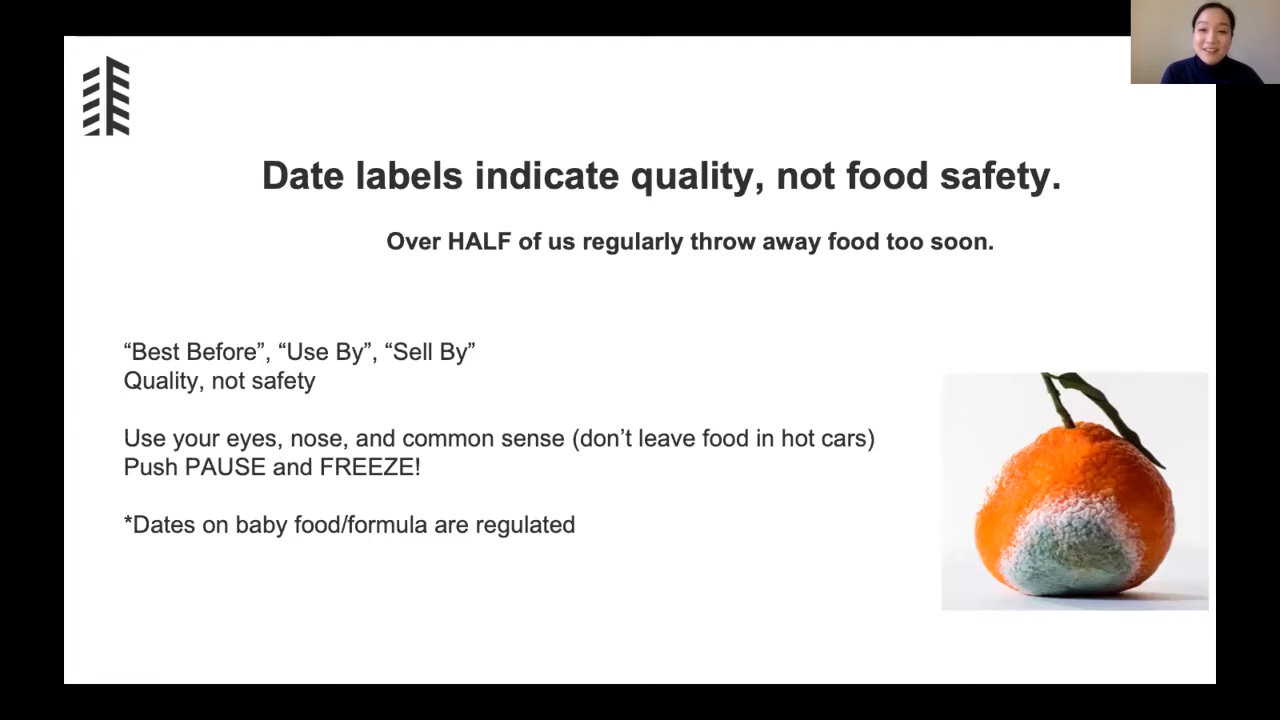 Date labels indicate quality, not food safety.
Over HALF of us regularly throw away food too soon.
“Best Before”, “Use By”, “Sell By”
Quality, not safety
Use your eyes, nose, and common sense (don’t leave food in hot cars)
Push PAUSE and FREEZE!
*Dates on baby food/formula are regulated